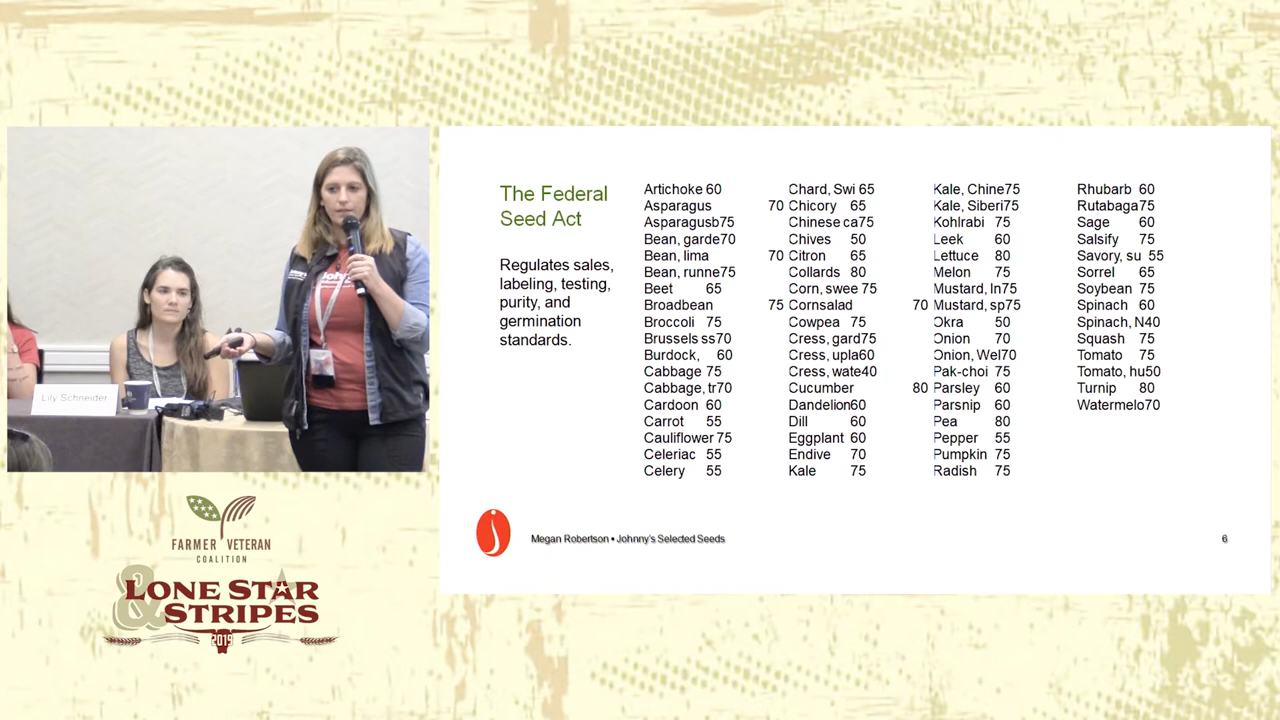 The Federal
Seed Act
Regulates sales,
labeling, testing,
purity, and
germination
standards.
Artichoke 60
Asparagus 70
Asparagusb75
Bean, garde70
Bean, lima 70
Bean, runne75
Beet 65
Broadbean 75
Broccoli 75
Brussels ss70
Burdock, 60
Cabbage 75
Cabbage, tr70
Cardoon 60
Carrot 55
Cauliflower 75
Celeriac 55
Celery 55
Chard, Swi 65
Chicory 65
Chinese ca75
Chives 50
Citron 65
Collards 80
Corn, swee 75
Cornsalad 70
Cowpea 75
Cress, gard75
Cress, upla60
Cress, wate40
Cucumber 80
Dandelion60
Dill 60
Eggplant 60
Endive 70
Kale 75
Kale, Chine75
Kale, Siberi75
Kohlrabi 75
Leek 60
Lettuce 80
Melon 75
Mustard, In75
Mustard, sp75
Okra 50
Onion 70
Onion, Wel70
Pak-choi 75
Parsley 60
Parsnip 60
Pea 80
Pepper 55
Pumpkin 75
Radish 75
Rhubarb 60
Rutabaga75
Sage 60
Salsify 75
Savory, su 55
Sorrel 65
Soybean 75
Spinach 60
Spinach, N40
Squash 75
Tomato 75
Tomato, hu50
Turnip 80
Watermelo70
Megan Robertson • Johnny's Selected Seeds
6
Lily Schneider
FARMER VETERAN
COALITION
LONE STAR
& STRIPES
2019